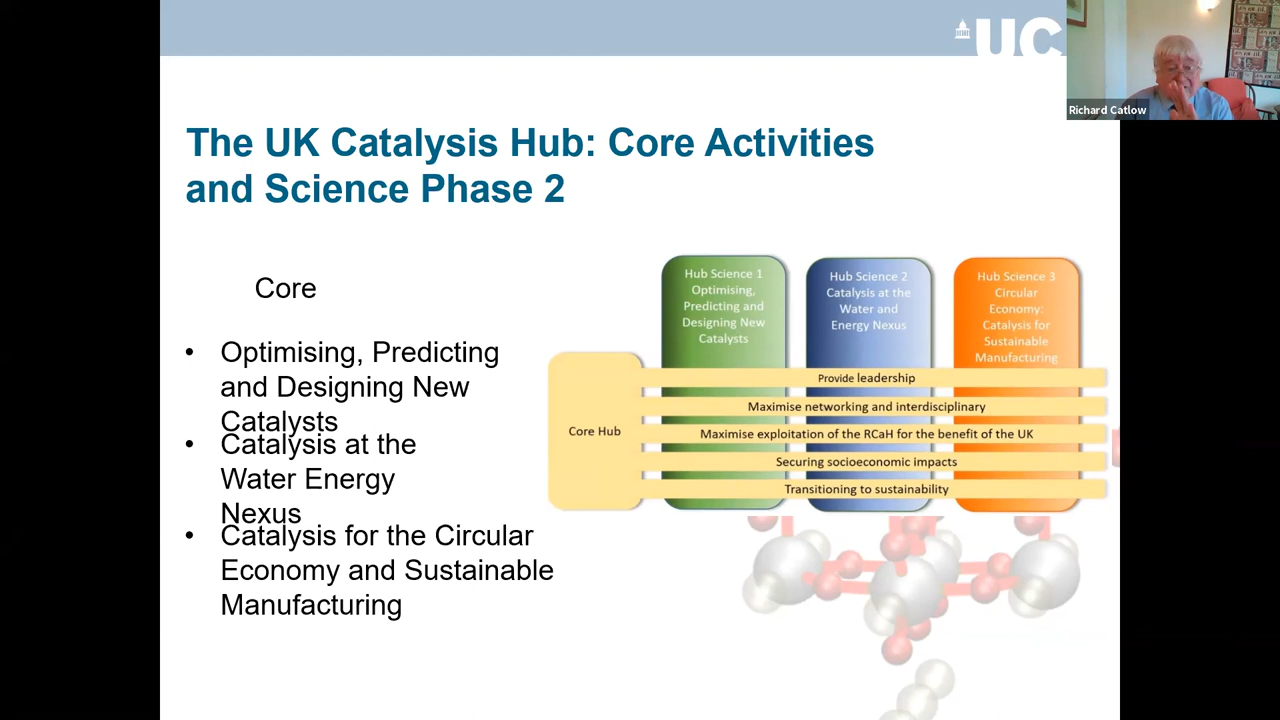 UC
Richard Catlow
The UK Catalysis Hub: Core Activities
and Science Phase 2
Core
• Optimising, Predicting
and Designing New
Catalysts
• Catalysis at the
Water Energy
Nexus
• Catalysis for the Circular
Economy and Sustainable
Manufacturing
Hub Science 1
Optimising,
Predicting and
Designing New
Catalysts
Hub Science 2
Catalysis at the
Water and
Energy Nexus
Hub Science 3
Circular
Economy:
Catalysis for
Sustainable
Manufacturing
Core Hub
Provide leadership
Maximise networking and interdisciplinary
Maximise exploitation of the RCaH for the benefit of the UK
Securing socioeconomic impacts
Transitioning to sustainability